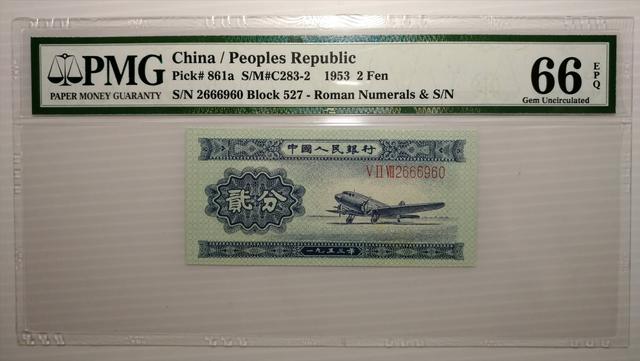 PMG
PAPER MONEY GUARANTY
China / Peoples Republic
Pick# 861a S/M#C283-2 1953 2 Fen
S/N 2666960 Block 527 - Roman Numerals & S/N
66 EPQ
Gem Uncirculated
中國人民銀行
V II VII 2666960
貳分
一九五三年